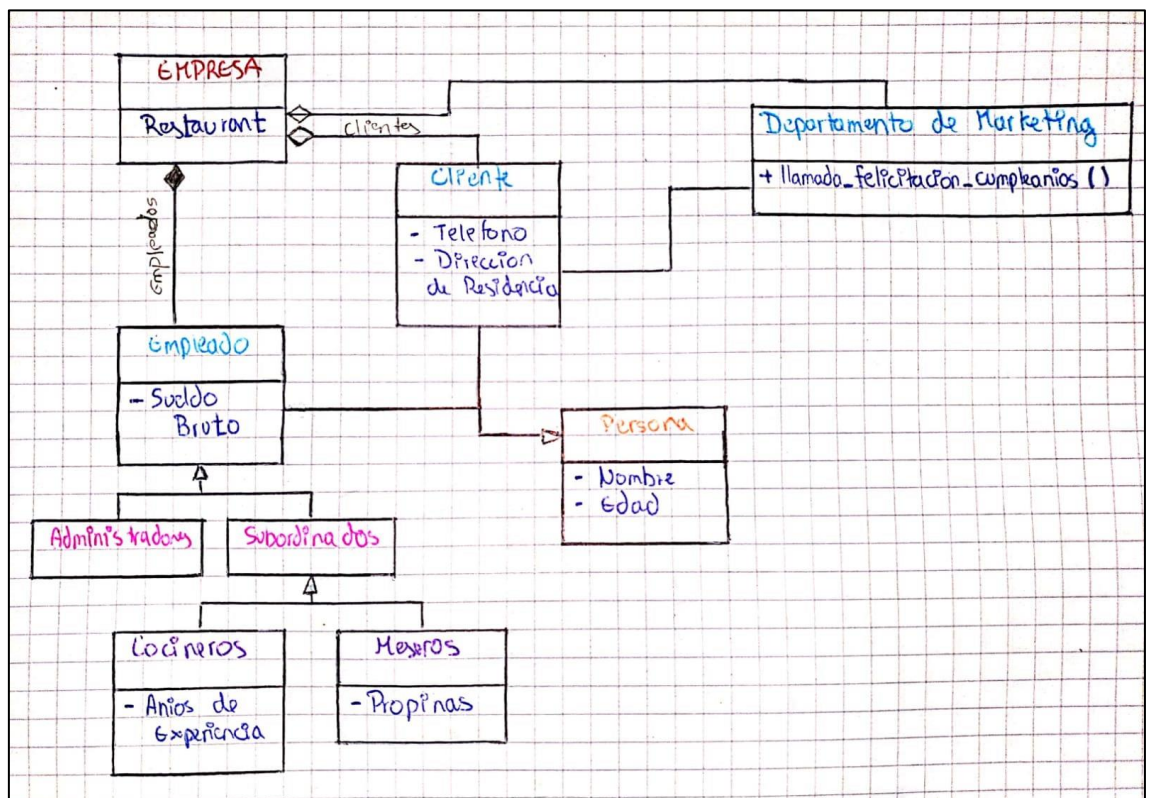 EMPRESA
Restaurant
Clientes
Empleados
Departamento de Marketing
+ llamada_felicitacion_cumpleanios ()
Cliente
- Telefono
- Direccion
de Residencia
Empleado
- Sueldo
Bruto
Persona
- Nombre
- Edad
Administradores
Subordinados
Cocineros
- Anios de
Experiencia
Meseros
- Propinas